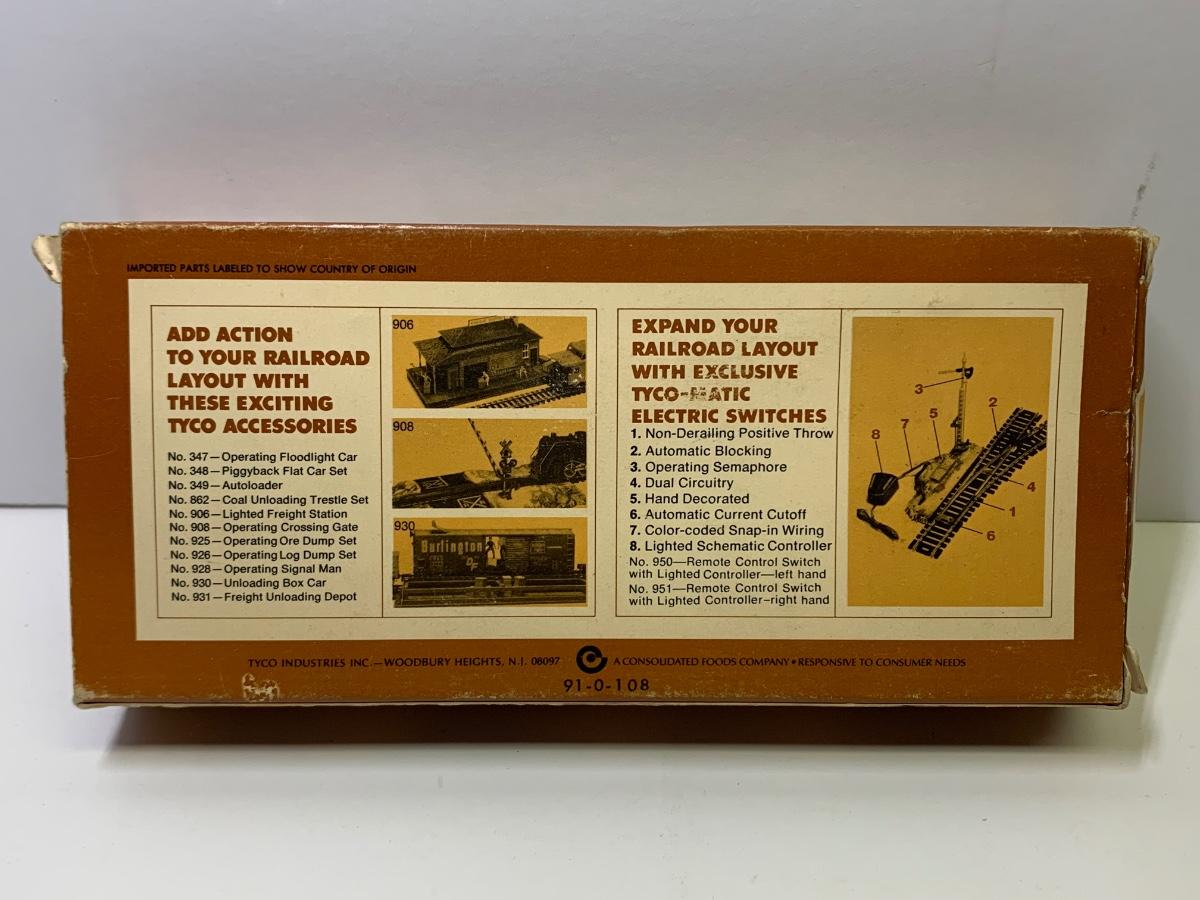 IMPORTED PARTS LABELED TO SHOW COUNTRY OF ORIGIN
ADD ACTION
TO YOUR RAILROAD
LAYOUT WITH
THESE EXCITING
TYCO ACCESSORIES
No. 347—Operating Floodlight Car
No. 348—Piggyback Flat Car Set
No. 349—Autoloader
No. 862—Coal Unloading Trestle Set
No. 906—Lighted Freight Station
No. 908—Operating Crossing Gate
No. 925—Operating Ore Dump Set
No. 926—Operating Log Dump Set
No. 928—Operating Signal Man
No. 930—Unloading Box Car
No. 931—Freight Unloading Depot
906
908
930
Burlington
EXPAND YOUR
RAILROAD LAYOUT
WITH EXCLUSIVE
TYCO-MATIC
ELECTRIC SWITCHES
1. Non-Derailing Positive Throw
2. Automatic Blocking
3. Operating Semaphore
4. Dual Circuitry
5. Hand Decorated
6. Automatic Current Cutoff
7. Color-coded Snap-in Wiring
8. Lighted Schematic Controller
No. 950—Remote Control Switch
with Lighted Controller—left hand
No. 951—Remote Control Switch
with Lighted Controller—right hand
3
2
5
7
8
4
1
6
TYCO INDUSTRIES INC.—WOODBURY HEIGHTS, N.J. 08097 A CONSOLIDATED FOODS COMPANY • RESPONSIVE TO CONSUMER NEEDS
91-0-108